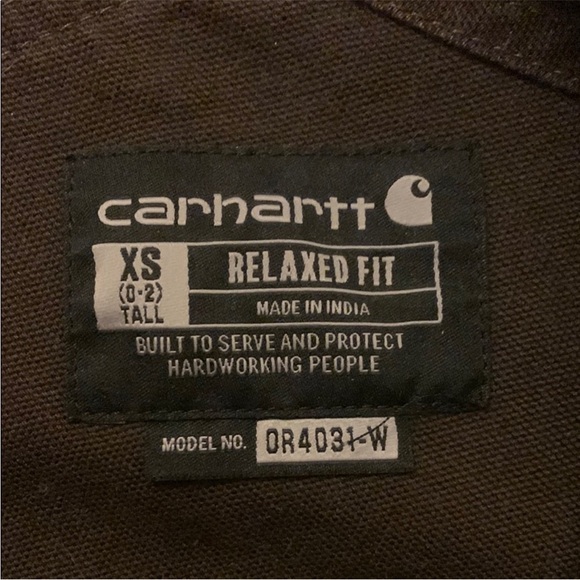 carhartt
XS
(0-2)
TALL
RELAXED FIT
MADE IN INDIA
BUILT TO SERVE AND PROTECT
HARDWORKING PEOPLE
MODEL NO. OR4031-W